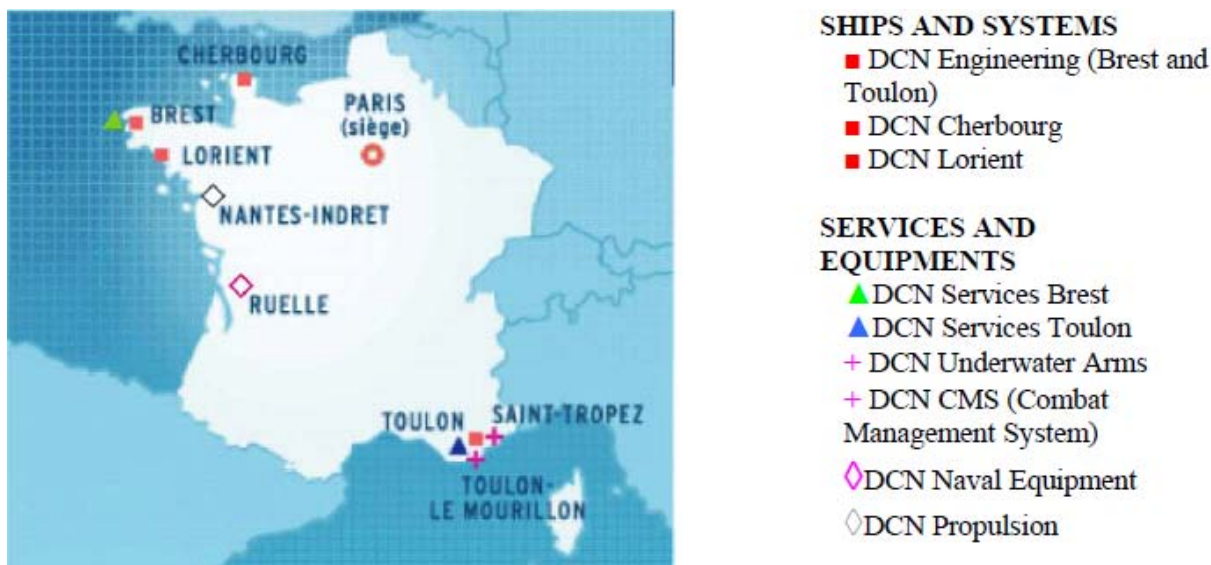 CHERBOURG
BREST
PARIS
(siège)
LORIENT
NANTES-INDRET
RUELLE
TOULON
SAINT-TROPEZ
TOULON-
LE MOURILLON
SHIPS AND SYSTEMS
DCN Engineering (Brest and
Toulon)
DCN Cherbourg
DCN Lorient
SERVICES AND
EQUIPMENTS
DCN Services Brest
DCN Services Toulon
DCN Underwater Arms
DCN CMS (Combat
Management System)
DCN Naval Equipment
DCN Propulsion